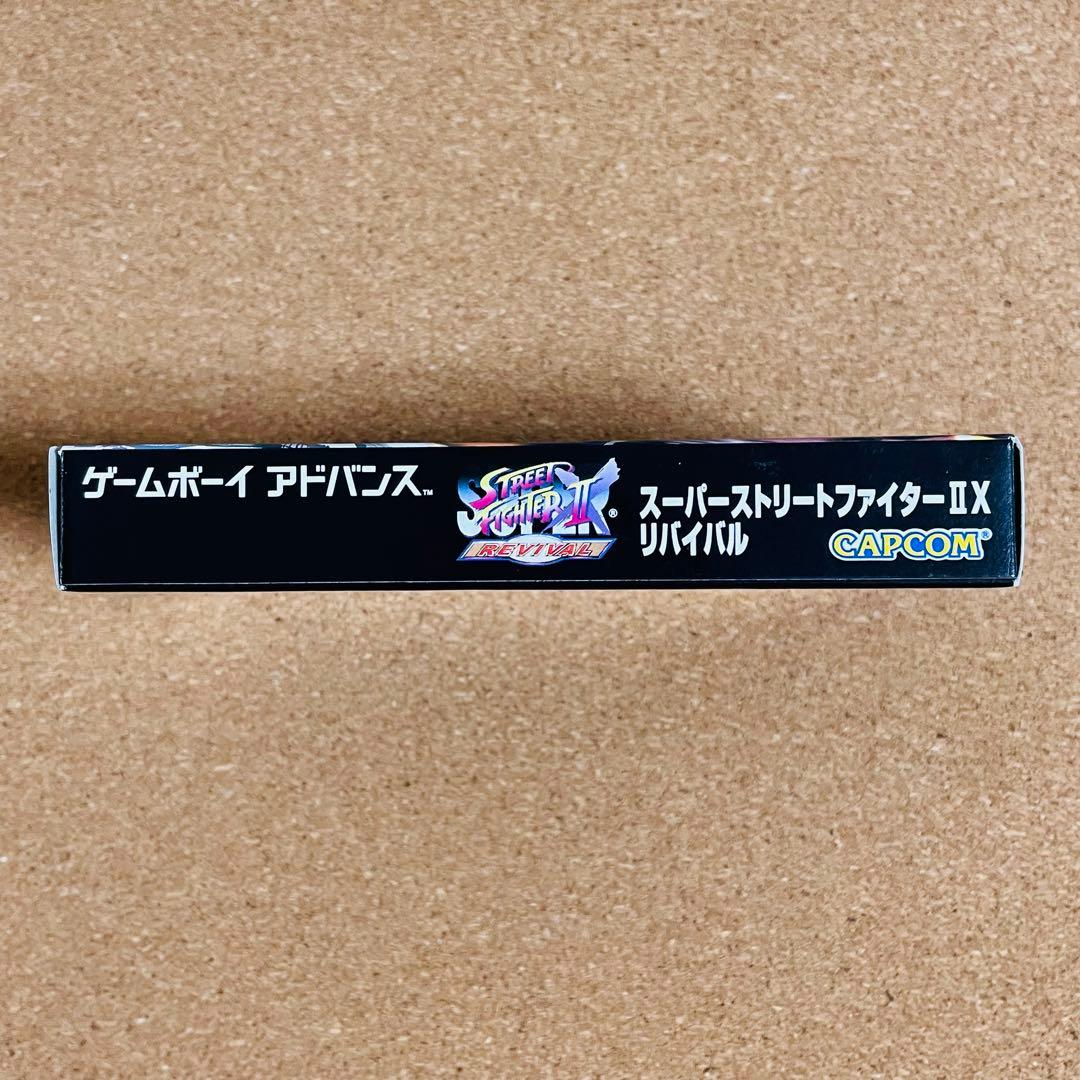 ゲームボーイ アドバンス™
SUPER
STREET
FIGHTER II X®
REVIVAL
スーパーストリートファイターⅡX
リバイバル
CAPCOM®